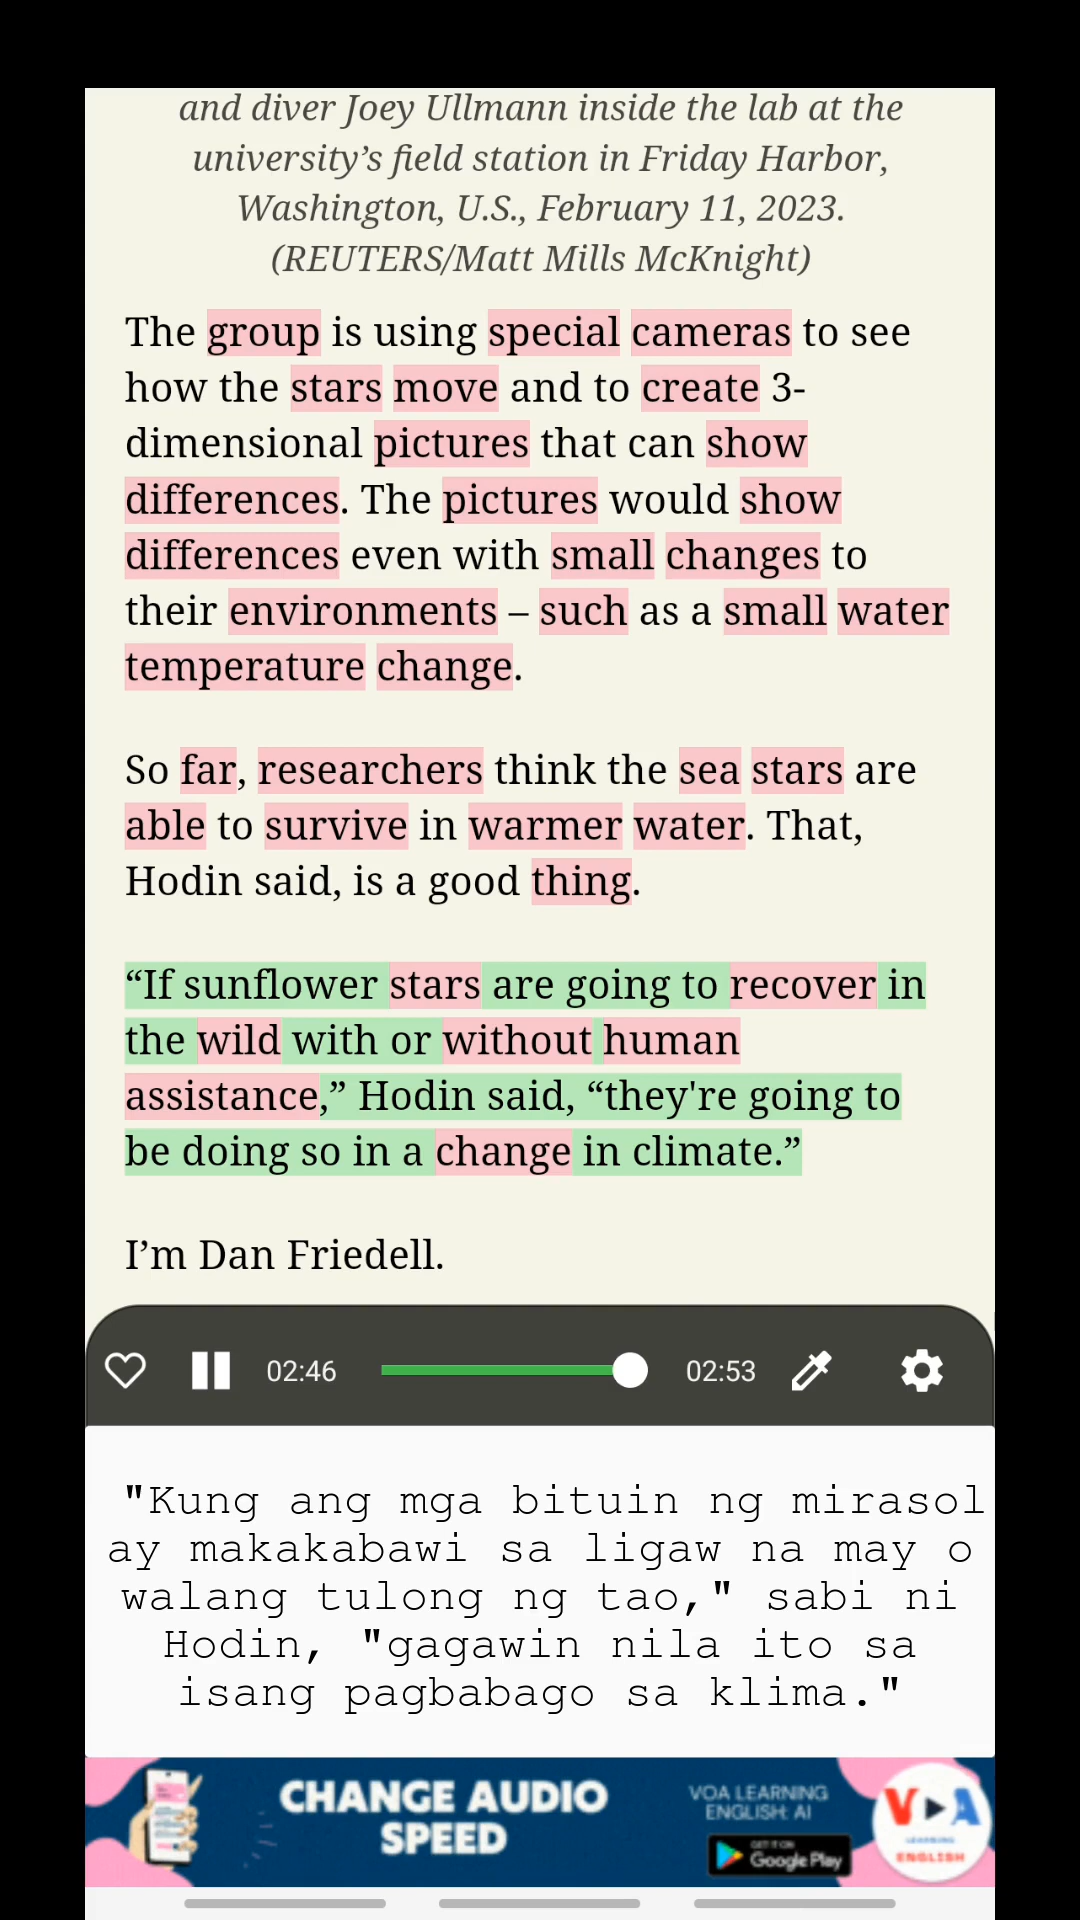 and diver Joey Ullmann inside the lab at the
university’s field station in Friday Harbor,
Washington, U.S., February 11, 2023.
(REUTERS/Matt Mills McKnight)
The group is using special cameras to see
how the stars move and to create 3-
dimensional pictures that can show
differences. The pictures would show
differences even with small changes to
their environments – such as a small water
temperature change.
So far, researchers think the sea stars are
able to survive in warmer water. That,
Hodin said, is a good thing.
“If sunflower stars are going to recover in
the wild with or without human
assistance,” Hodin said, “they're going to
be doing so in a change in climate.”
I’m Dan Friedell.
02:46 02:53
"Kung ang mga bituin ng mirasol
ay makakabawi sa ligaw na may o
walang tulong ng tao," sabi ni
Hodin, "gagawin nila ito sa
isang pagbabago sa klima."
CHANGE AUDIO
SPEED
VOA LEARNING
ENGLISH: AI
GET IT ON
Google Play
VOA
LEARNING
ENGLISH